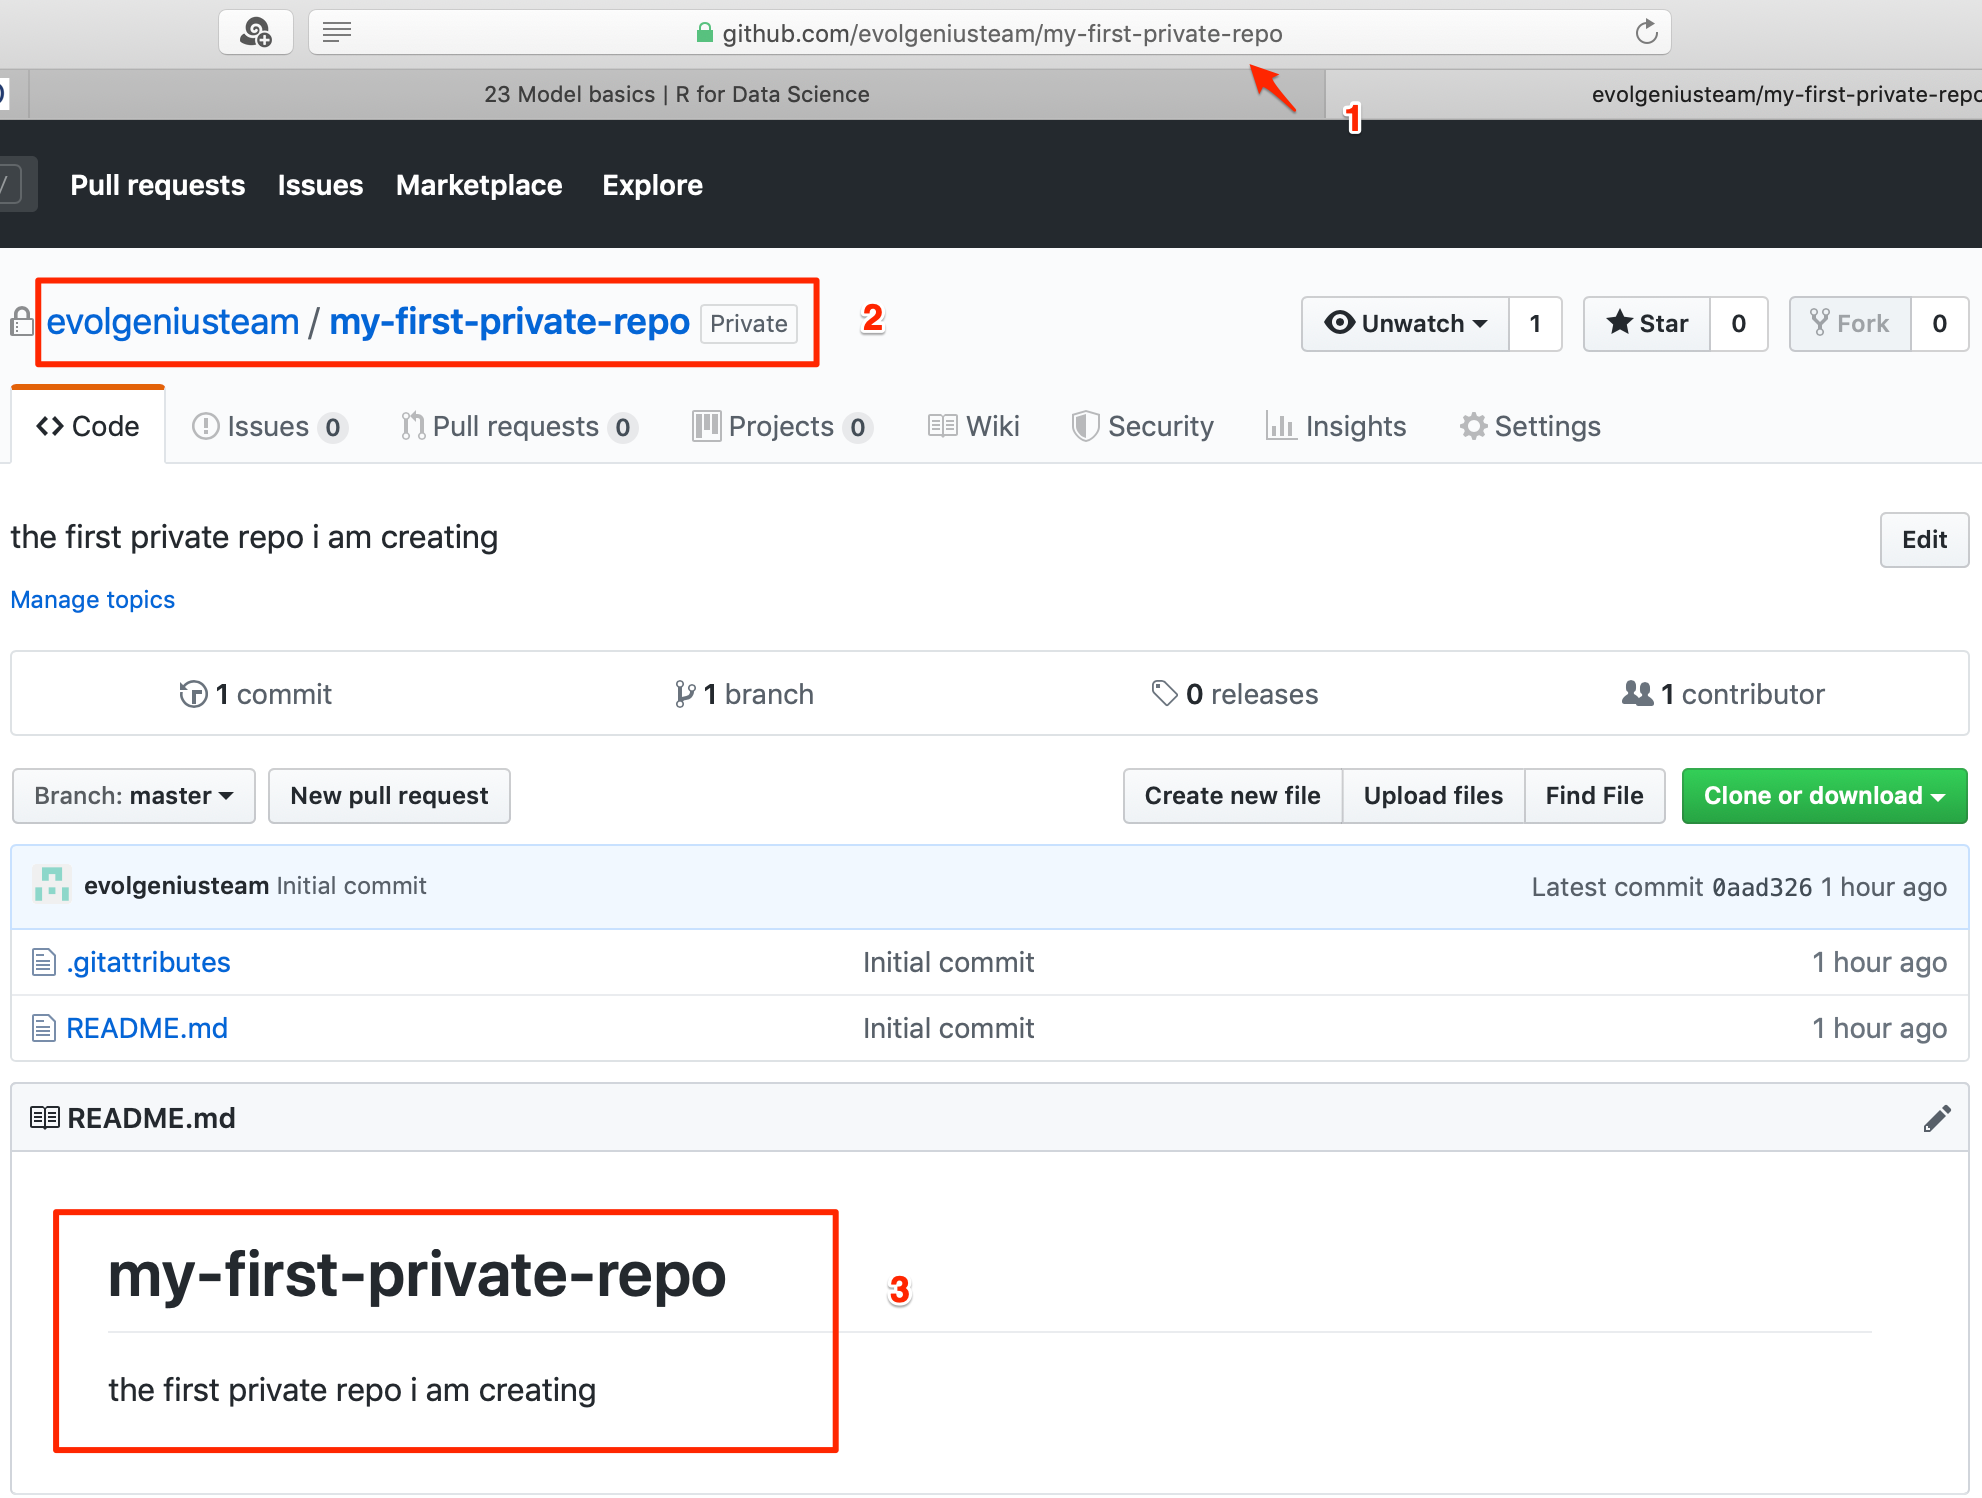 github.com/evolgeniusteam/my-first-private-repo
23 Model basics | R for Data Science
evolgeniusteam/my-first-private-repo
1
/
Pull requests Issues Marketplace Explore
evolgeniusteam / my-first-private-repo Private
2
Unwatch 1
Star 0
Fork 0
Code Issues 0 Pull requests 0 Projects 0 Wiki Security Insights Settings
the first private repo i am creating
Edit
Manage topics
1 commit 1 branch 0 releases 1 contributor
Branch: master New pull request Create new file Upload files Find File Clone or download
evolgeniusteam Initial commit Latest commit 0aad326 1 hour ago
.gitattributes Initial commit 1 hour ago
README.md Initial commit 1 hour ago
README.md
my-first-private-repo
3
the first private repo i am creating